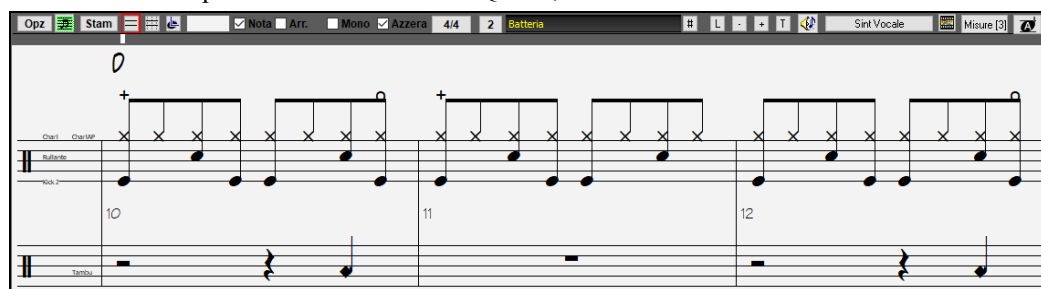 Opz Stam Nota Arr. Mono Azzera 4/4 2 Batteria # L - + T Sint Vocale Misure [3] A
D
Charl CharlAP
Rullante
Kick 2
10 11 12
Tambu